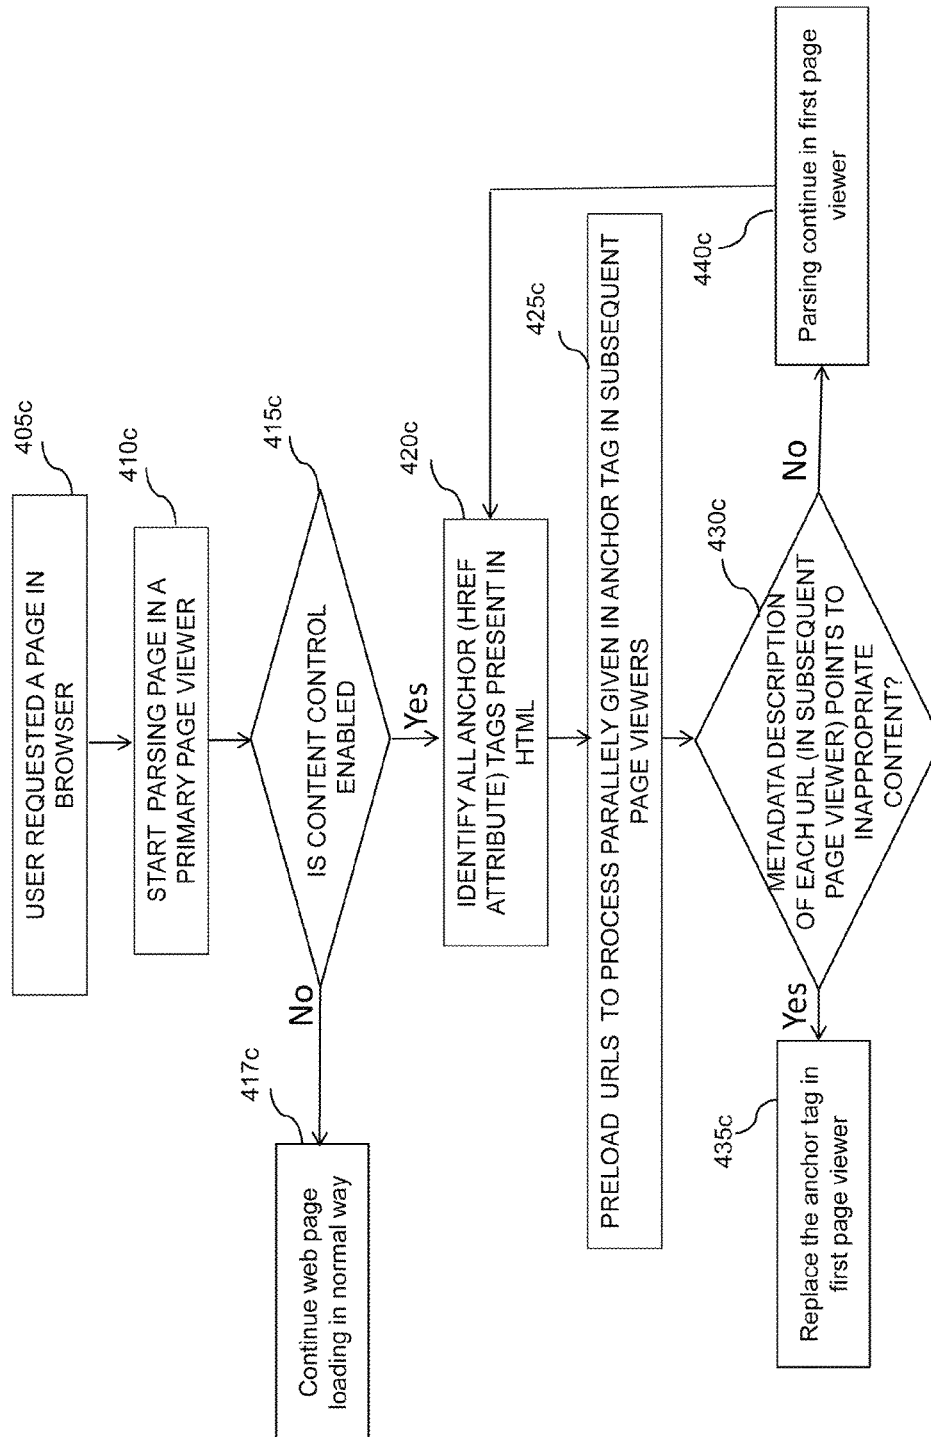 USER REQUESTED A PAGE IN
BROWSER
405c
START PARSING PAGE IN A
PRIMARY PAGE VIEWER
410c
IS CONTENT CONTROL
ENABLED
415c
No
417c
Continue web page
loading in normal way
Yes
IDENTIFY ALL ANCHOR (HREF
ATTRIBUTE) TAGS PRESENT IN
HTML
420c
PRELOAD URLS TO PROCESS PARALLELY GIVEN IN ANCHOR TAG IN SUBSEQUENT
PAGE VIEWERS
425c
METADATA DESCRIPTION
OF EACH URL (IN SUBSEQUENT
PAGE VIEWER) POINTS TO
INAPPROPRIATE
CONTENT?
430c
Yes
435c
Replace the anchor tag in
first page viewer
No
440c
Parsing continue in first page
viewer